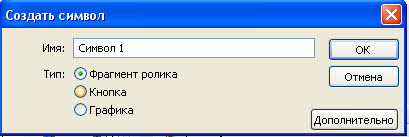 Создать символ
Имя: Символ 1 OK
Тип: Фрагмент ролика Отмена
Кнопка
Графика
Дополнительно